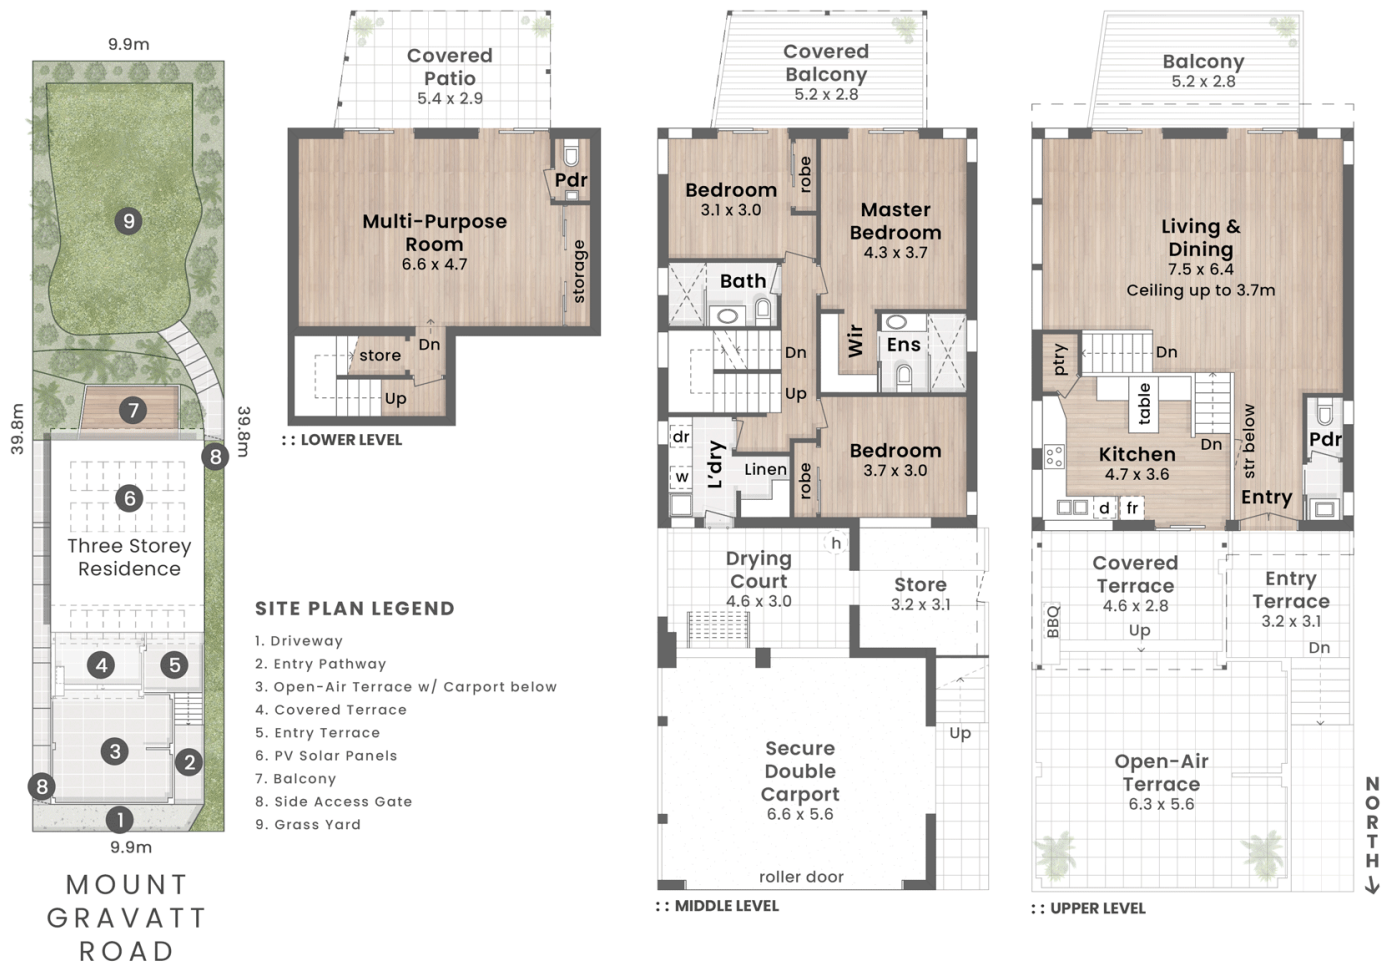 9.9m
9
39.8m
39.8m
7
8
6
Three Storey
Residence
4
5
3
2
8
1
9.9m
MOUNT
GRAVATT
ROAD
Covered
Patio
5.4 x 2.9
Pdr
Multi-Purpose
Room
6.6 x 4.7
storage
store
Dn
Up
:: LOWER LEVEL
SITE PLAN LEGEND
1. Driveway
2. Entry Pathway
3. Open-Air Terrace w/ Carport below
4. Covered Terrace
5. Entry Terrace
6. PV Solar Panels
7. Balcony
8. Side Access Gate
9. Grass Yard
Covered
Balcony
5.2 x 2.8
Bedroom
3.1 x 3.0
robe
Master
Bedroom
4.3 x 3.7
Bath
Wir
Ens
Dn
Up
dr
w
L'dry
Linen
robe
Bedroom
3.7 x 3.0
Drying
Court
4.6 x 3.0
h
Store
3.2 x 3.1
Up
Secure
Double
Carport
6.6 x 5.6
roller door
:: MIDDLE LEVEL
Balcony
5.2 x 2.8
Living &
Dining
7.5 x 6.4
Ceiling up to 3.7m
ptry
Dn
table
Dn
str below
Kitchen
4.7 x 3.6
d
fr
Pdr
Entry
Covered
Terrace
4.6 x 2.8
BBQ
Up
Entry
Terrace
3.2 x 3.1
Dn
Open-Air
Terrace
6.3 x 5.6
:: UPPER LEVEL
NORTH